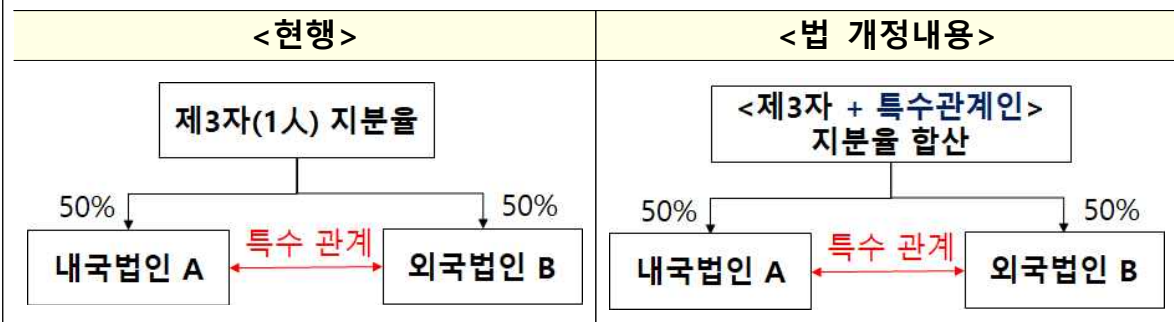 <현행>
<법 개정내용>
제3자(1人) 지분율
50%
50%
내국법인 A
특수 관계
외국법인 B
<제3자 + 특수관계인>
지분율 합산
50%
50%
내국법인 A
특수 관계
외국법인 B